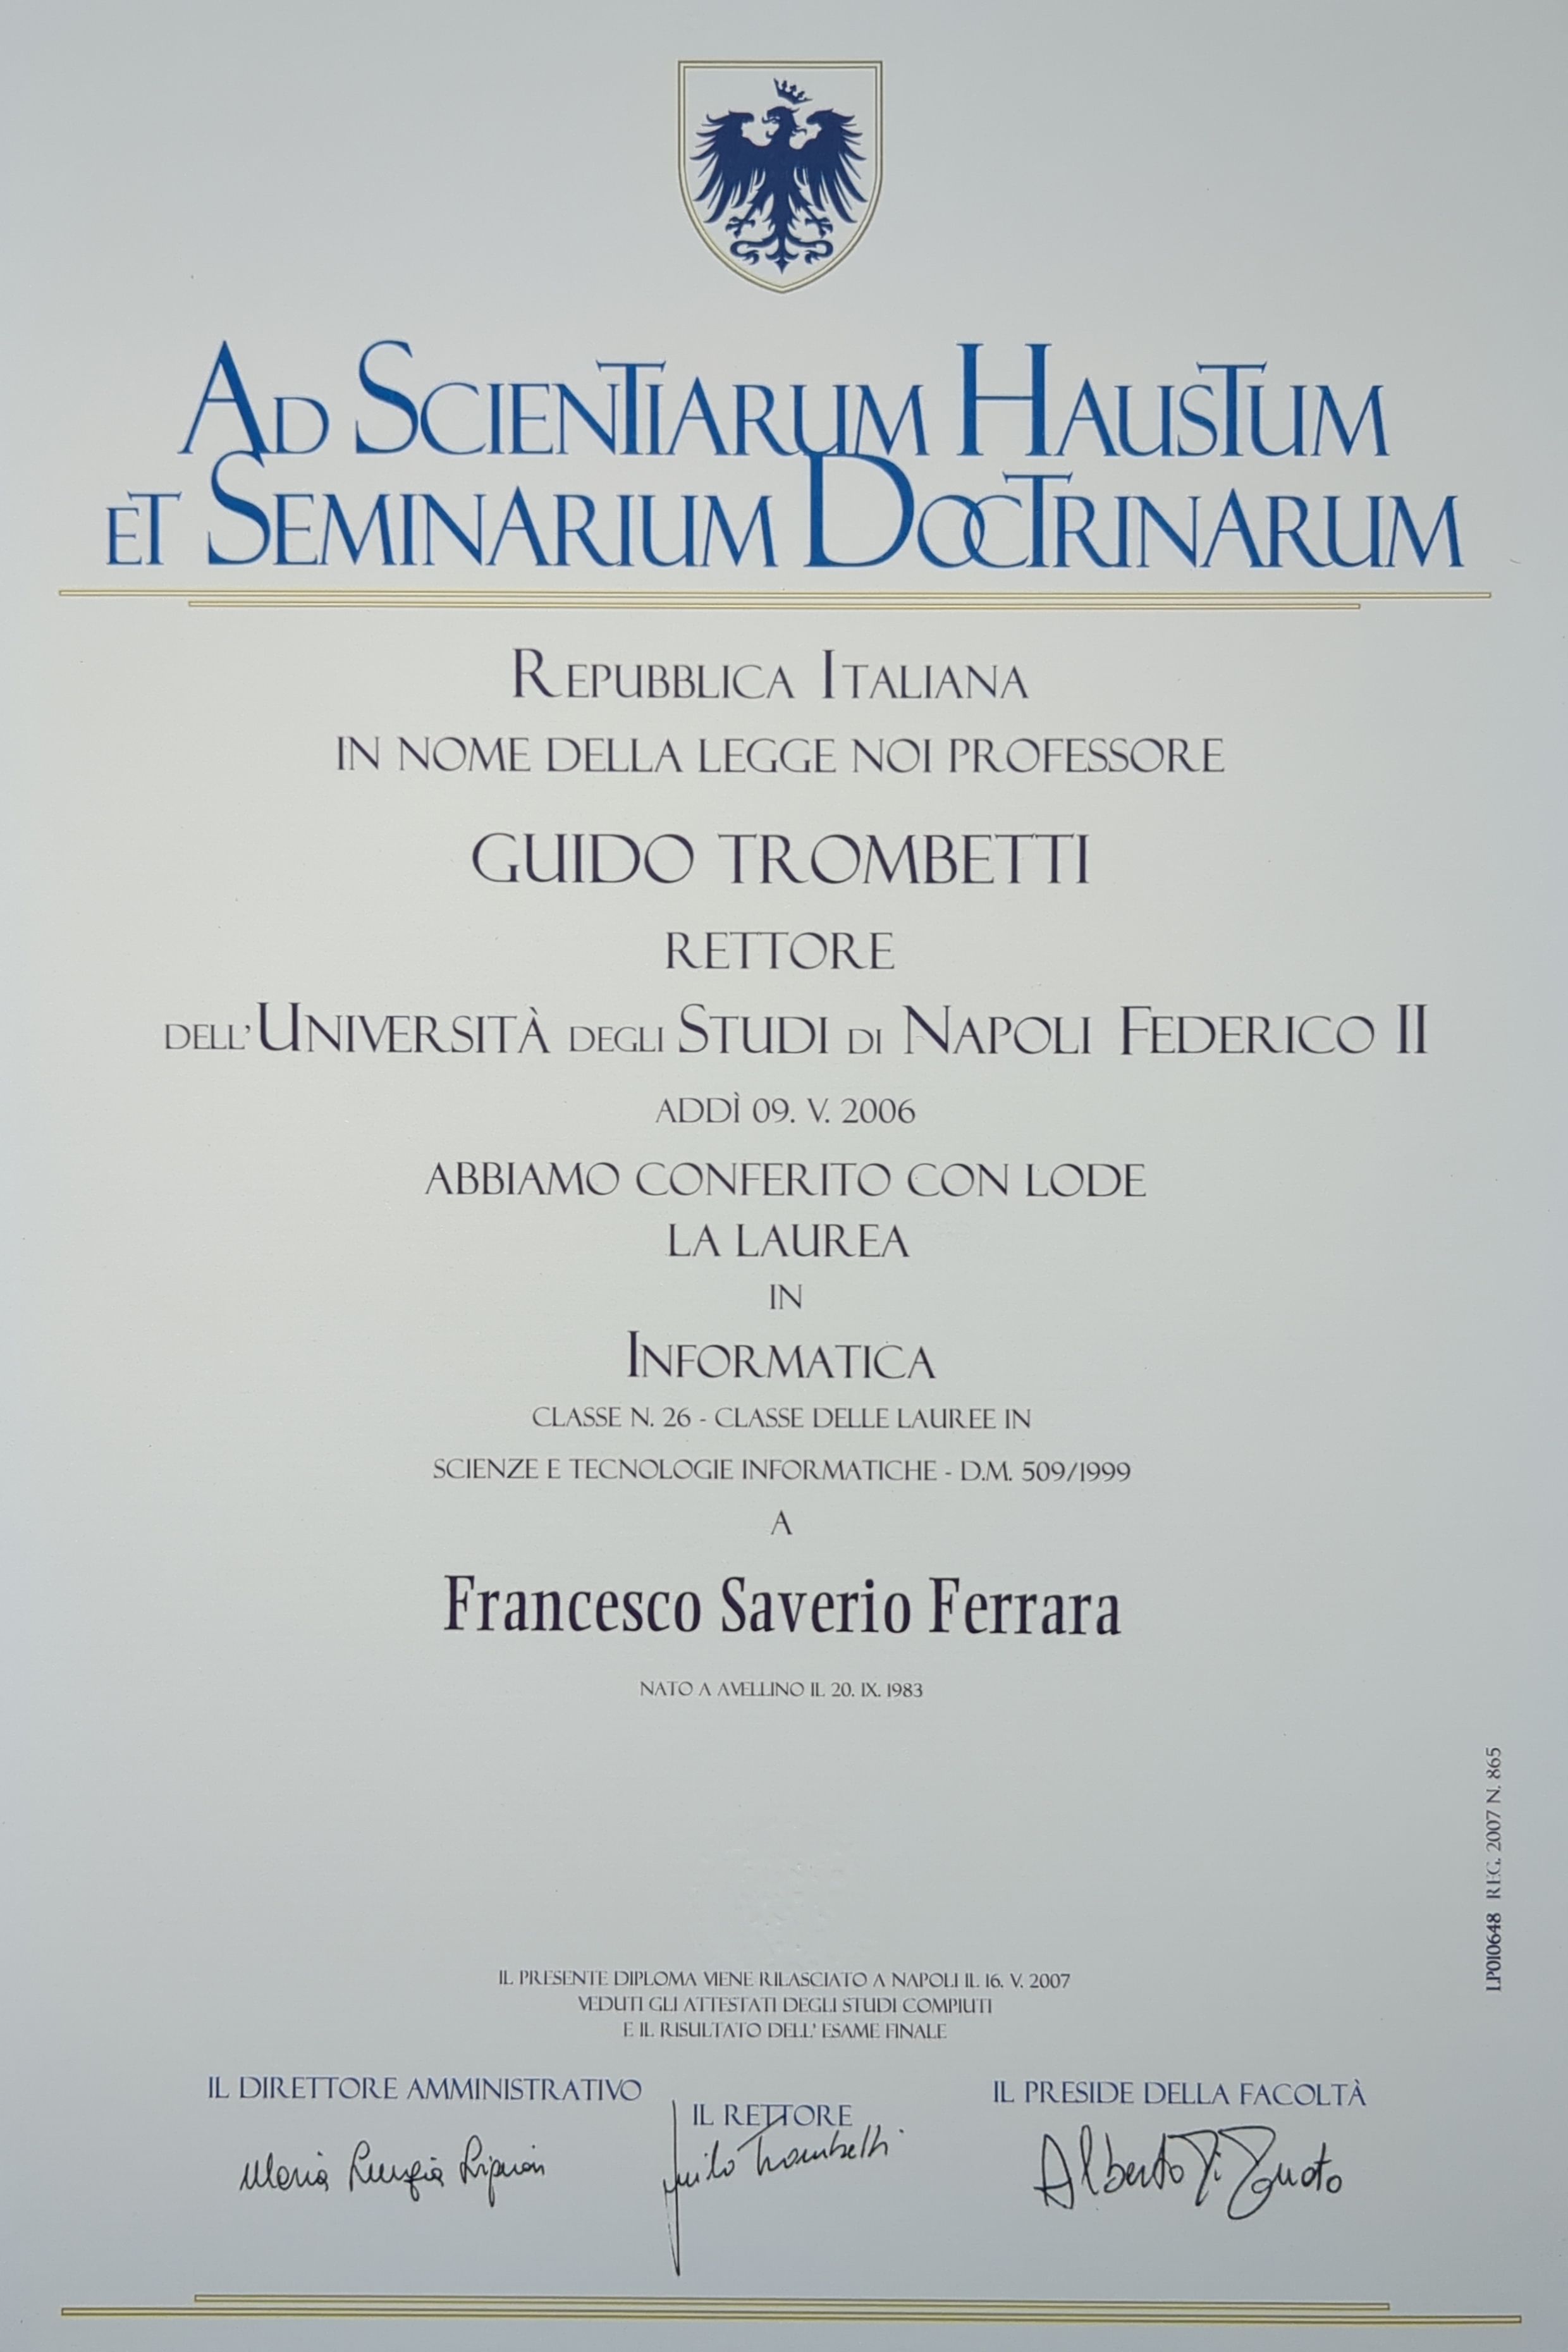 Ad Scientiarum Haustum
et Seminarium Doctrinarum
Repubblica Italiana
IN NOME DELLA LEGGE NOI PROFESSORE
GUIDO TROMBETTI
RETTORE
DELL'UNIVERSITÀ DEGLI STUDI DI NAPOLI FEDERICO II
ADDÌ 09. V. 2006
ABBIAMO CONFERITO CON LODE
LA LAUREA
IN
INFORMATICA
CLASSE N. 26 - CLASSE DELLE LAUREE IN
SCIENZE E TECNOLOGIE INFORMATICHE - D.M. 509/1999
A
Francesco Saverio Ferrara
NATO A AVELLINO IL 20. IX. 1983
LP010648 REG. 2007 N. 865
IL PRESENTE DIPLOMA VIENE RILASCIATO A NAPOLI IL 16. V. 2007
VEDUTI GLI ATTESTATI DEGLI STUDI COMPIUTI
E IL RISULTATO DELL' ESAME FINALE
IL DIRETTORE AMMINISTRATIVO
IL RETTORE
IL PRESIDE DELLA FACOLTÀ
Maria
Guido Trombetti
Alberto Di